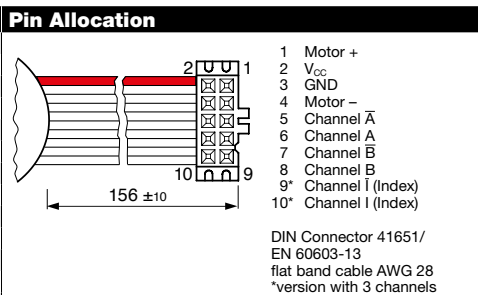 Pin Allocation
2 1
10 9
156 ±10
1 Motor +
2 V_CC
3 GND
4 Motor –
5 Channel A̅
6 Channel A
7 Channel B̅
8 Channel B
9* Channel I̅ (Index)
10* Channel I (Index)
DIN Connector 41651/
EN 60603-13
flat band cable AWG 28
*version with 3 channels